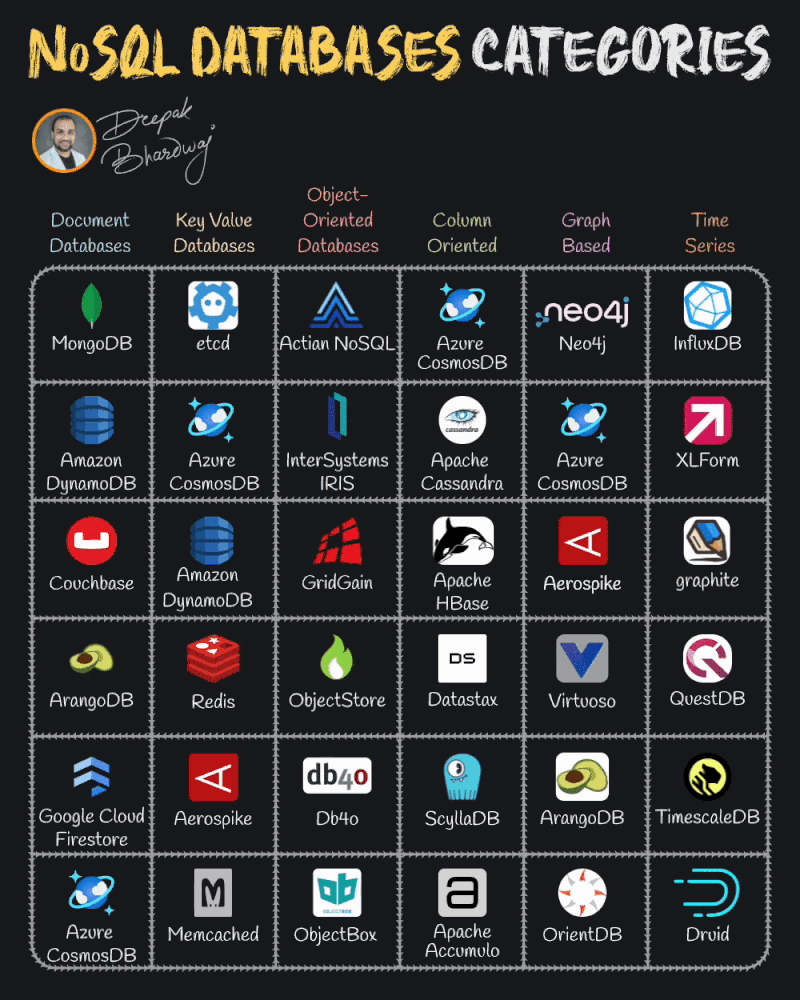 NoSQL DATABASES CATEGORIES
Deepak
Bhardwaj
Document
Databases
Key Value
Databases
Object-
Oriented
Databases
Column
Oriented
Graph
Based
Time
Series
MongoDB
etcd
Actian NoSQL
Azure
CosmosDB
neo4j
Neo4j
InfluxDB
Amazon
DynamoDB
Azure
CosmosDB
InterSystems
IRIS
cassandra
Apache
Cassandra
Azure
CosmosDB
XLForm
Couchbase
Amazon
DynamoDB
GridGain
Apache
HBase
Aerospike
graphite
ArangoDB
Redis
ObjectStore
DS
Datastax
Virtuoso
QuestDB
Google Cloud
Firestore
Aerospike
db4o
Db4o
ScyllaDB
ArangoDB
TimescaleDB
Azure
CosmosDB
M
Memcached
OBJECTBOX
ObjectBox
a
Apache
Accumulo
OrientDB
Druid